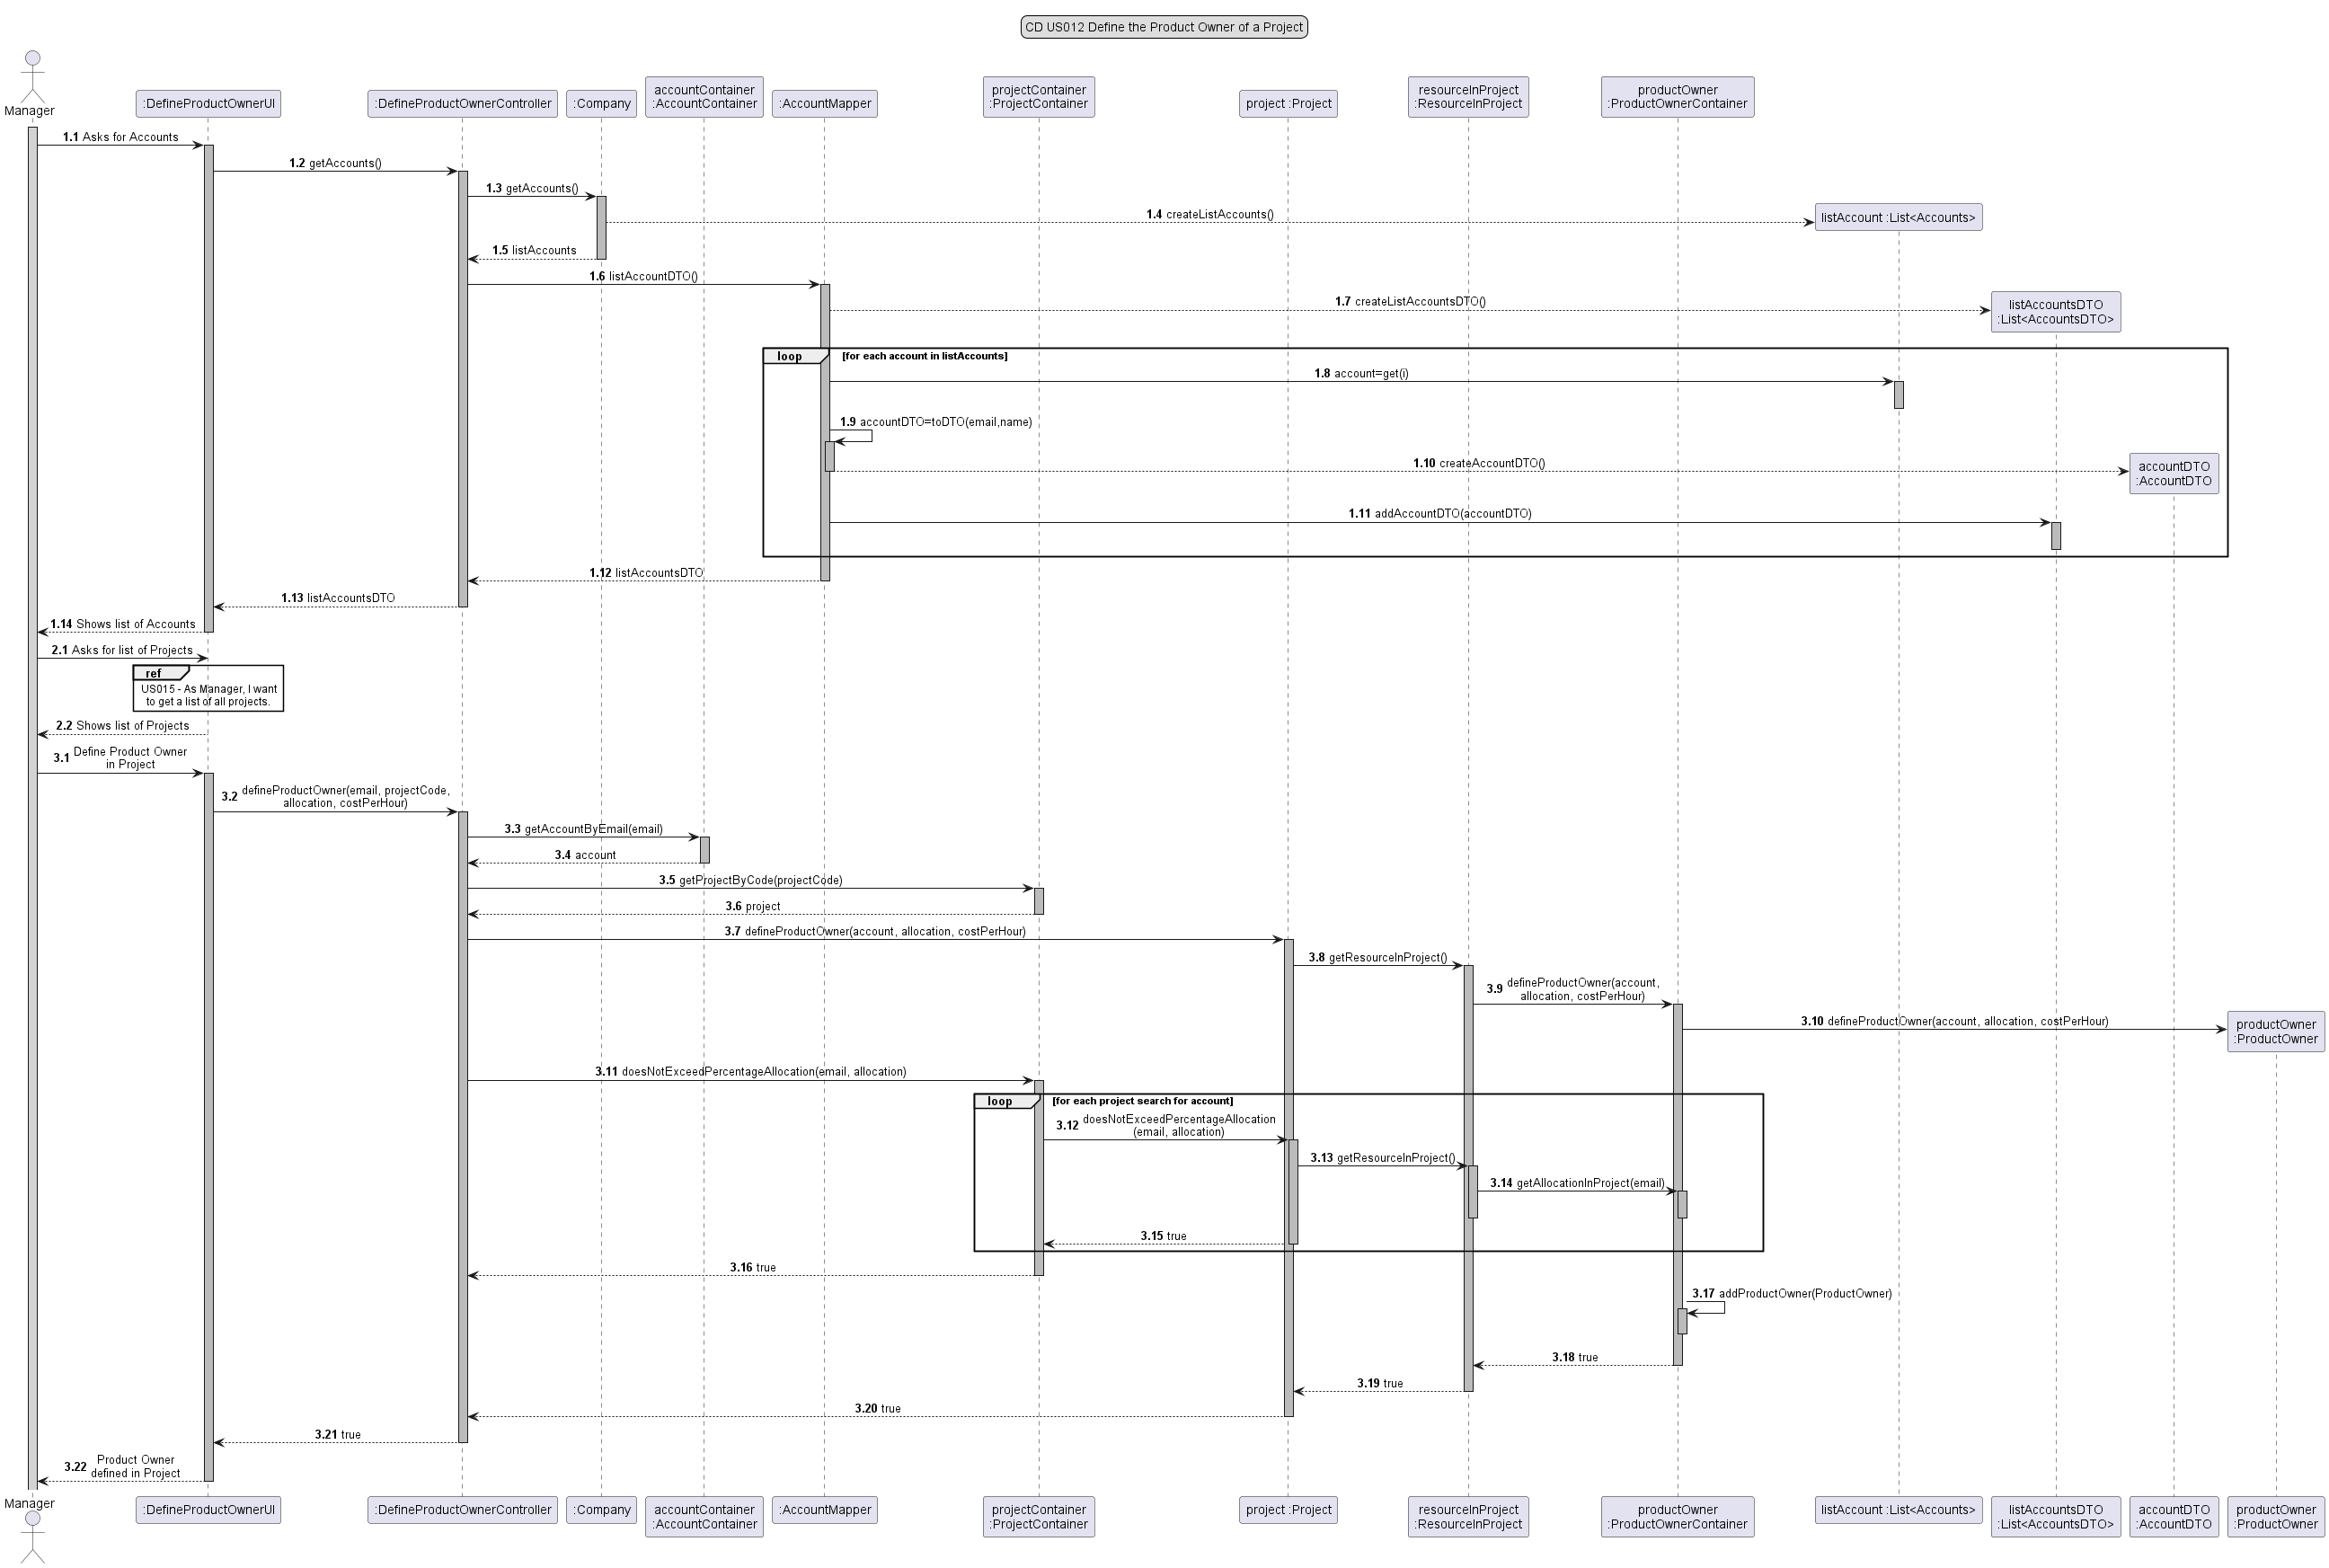 CD US012 Define the Product Owner of a Project
Manager
:DefineProductOwnerUI
:DefineProductOwnerController
:Company
accountContainer
:AccountContainer
:AccountMapper
projectContainer
:ProjectContainer
project :Project
resourceInProject
:ResourceInProject
productOwner
:ProductOwnerContainer
1.1 Asks for Accounts
1.2 getAccounts()
1.3 getAccounts()
1.4 createListAccounts()
listAccount :List<Accounts>
1.5 listAccounts
1.6 listAccountDTO()
1.7 createListAccountsDTO()
listAccountsDTO
:List<AccountsDTO>
loop [for each account in listAccounts]
1.8 account=get(i)
1.9 accountDTO=toDTO(email,name)
1.10 createAccountDTO()
accountDTO
:AccountDTO
1.11 addAccountDTO(accountDTO)
1.12 listAccountsDTO
1.13 listAccountsDTO
1.14 Shows list of Accounts
2.1 Asks for list of Projects
ref
US015 - As Manager, I want
to get a list of all projects.
2.2 Shows list of Projects
3.1 Define Product Owner
in Project
3.2 defineProductOwner(email, projectCode,
allocation, costPerHour)
3.3 getAccountByEmail(email)
3.4 account
3.5 getProjectByCode(projectCode)
3.6 project
3.7 defineProductOwner(account, allocation, costPerHour)
3.8 getResourceInProject()
3.9 defineProductOwner(account,
allocation, costPerHour)
3.10 defineProductOwner(account, allocation, costPerHour)
productOwner
:ProductOwner
3.11 doesNotExceedPercentageAllocation(email, allocation)
loop [for each project search for account]
3.12 doesNotExceedPercentageAllocation
(email, allocation)
3.13 getResourceInProject()
3.14 getAllocationInProject(email)
3.15 true
3.16 true
3.17 addProductOwner(ProductOwner)
3.18 true
3.19 true
3.20 true
3.21 true
3.22 Product Owner
defined in Project
Manager
:DefineProductOwnerUI
:DefineProductOwnerController
:Company
accountContainer
:AccountContainer
:AccountMapper
projectContainer
:ProjectContainer
project :Project
resourceInProject
:ResourceInProject
productOwner
:ProductOwnerContainer
listAccount :List<Accounts>
listAccountsDTO
:List<AccountsDTO>
accountDTO
:AccountDTO
productOwner
:ProductOwner